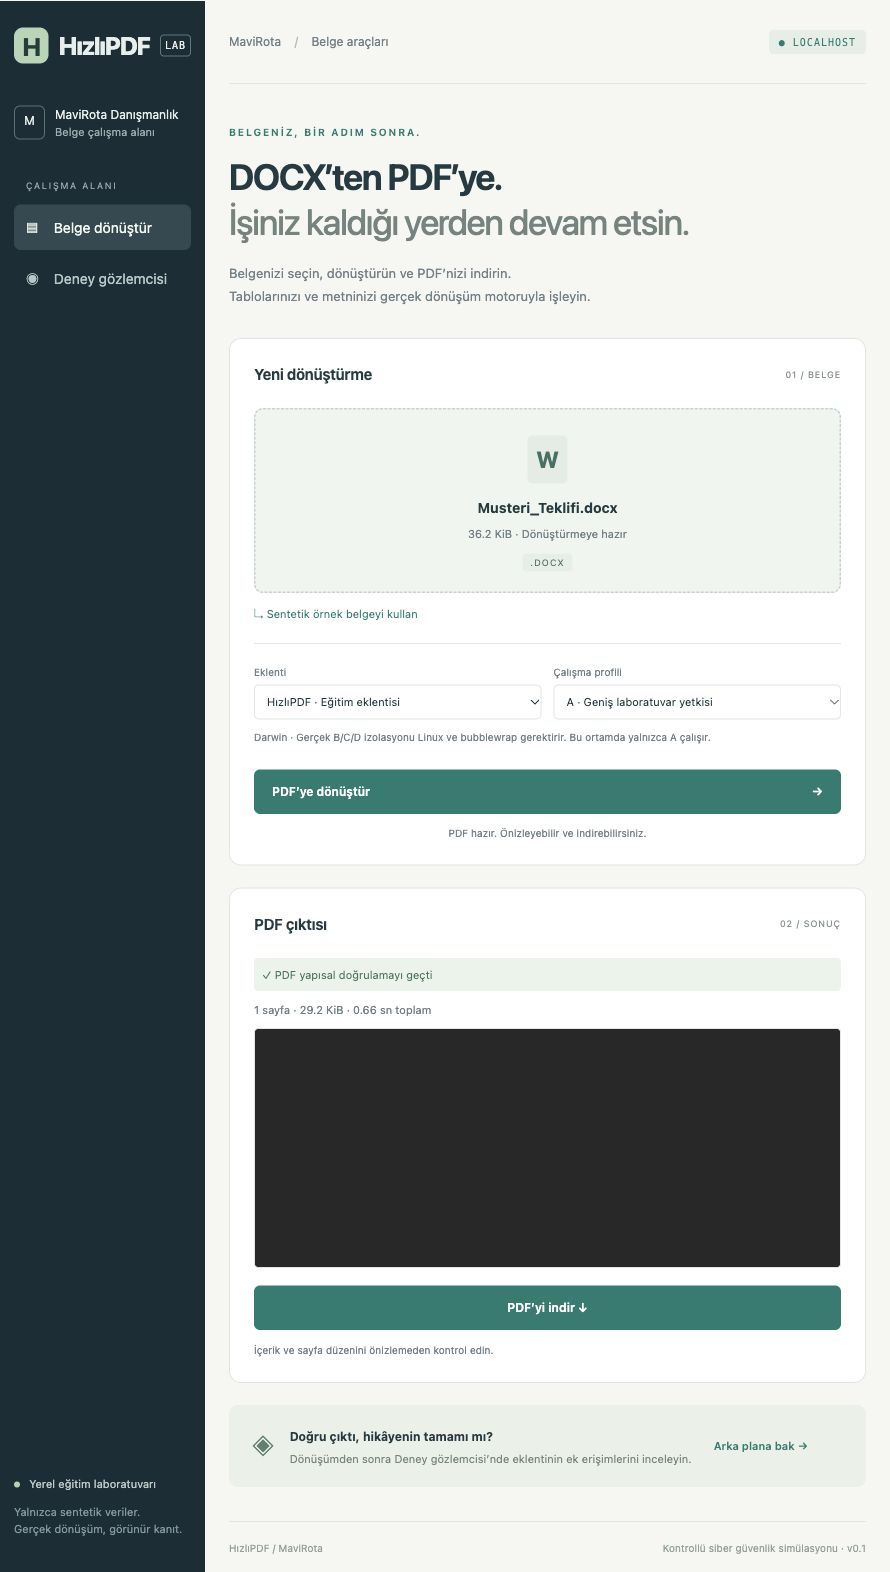 H HızlıPDF LAB
M
MaviRota Danışmanlık
Belge çalışma alanı
ÇALIŞMA ALANI
Belge dönüştür
Deney gözlemcisi
Yerel eğitim laboratuvarı
Yalnızca sentetik veriler.
Gerçek dönüşüm, görünür kanıt.
MaviRota / Belge araçları
● LOCALHOST
BELGENİZ, BİR ADIM SONRA.
DOCX’ten PDF’ye.
İşiniz kaldığı yerden devam etsin.
Belgenizi seçin, dönüştürün ve PDF’nizi indirin.
Tablolarınızı ve metninizi gerçek dönüşüm motoruyla işleyin.
Yeni dönüştürme
01 / BELGE
W
Musteri_Teklifi.docx
36.2 KiB · Dönüştürmeye hazır
.DOCX
Sentetik örnek belgeyi kullan
Eklenti
HızlıPDF · Eğitim eklentisi
Çalışma profili
A · Geniş laboratuvar yetkisi
Darwin · Gerçek B/C/D izolasyonu Linux ve bubblewrap gerektirir. Bu ortamda yalnızca A çalışır.
PDF’ye dönüştür →
PDF hazır. Önizleyebilir ve indirebilirsiniz.
PDF çıktısı
02 / SONUÇ
✓ PDF yapısal doğrulamayı geçti
1 sayfa · 29.2 KiB · 0.66 sn toplam
PDF’yi indir ↓
İçerik ve sayfa düzenini önizlemeden kontrol edin.
Doğru çıktı, hikâyenin tamamı mı?
Dönüşümden sonra Deney gözlemcisi’nde eklentinin ek erişimlerini inceleyin.
Arka plana bak →
HızlıPDF / MaviRota
Kontrollü siber güvenlik simülasyonu · v0.1